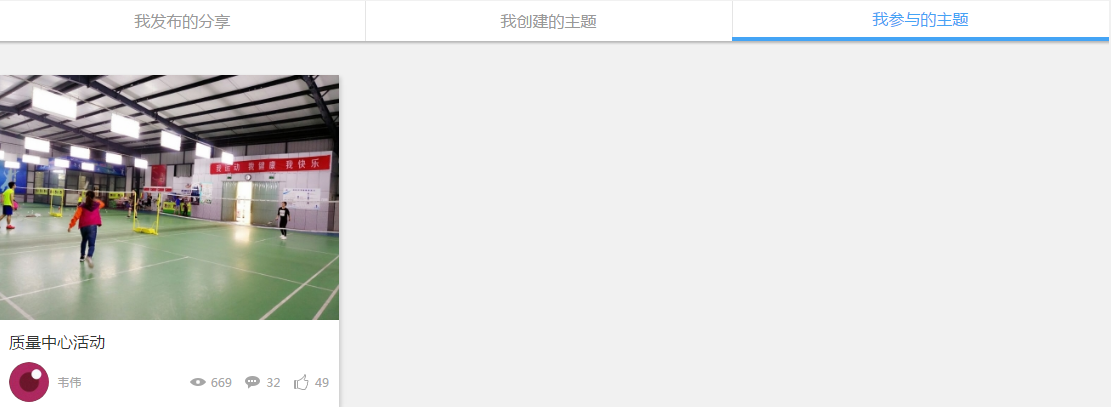 我发布的分享
我创建的主题
我参与的主题
我运动 我健康 我快乐
质量中心活动
韦伟
669
32
49